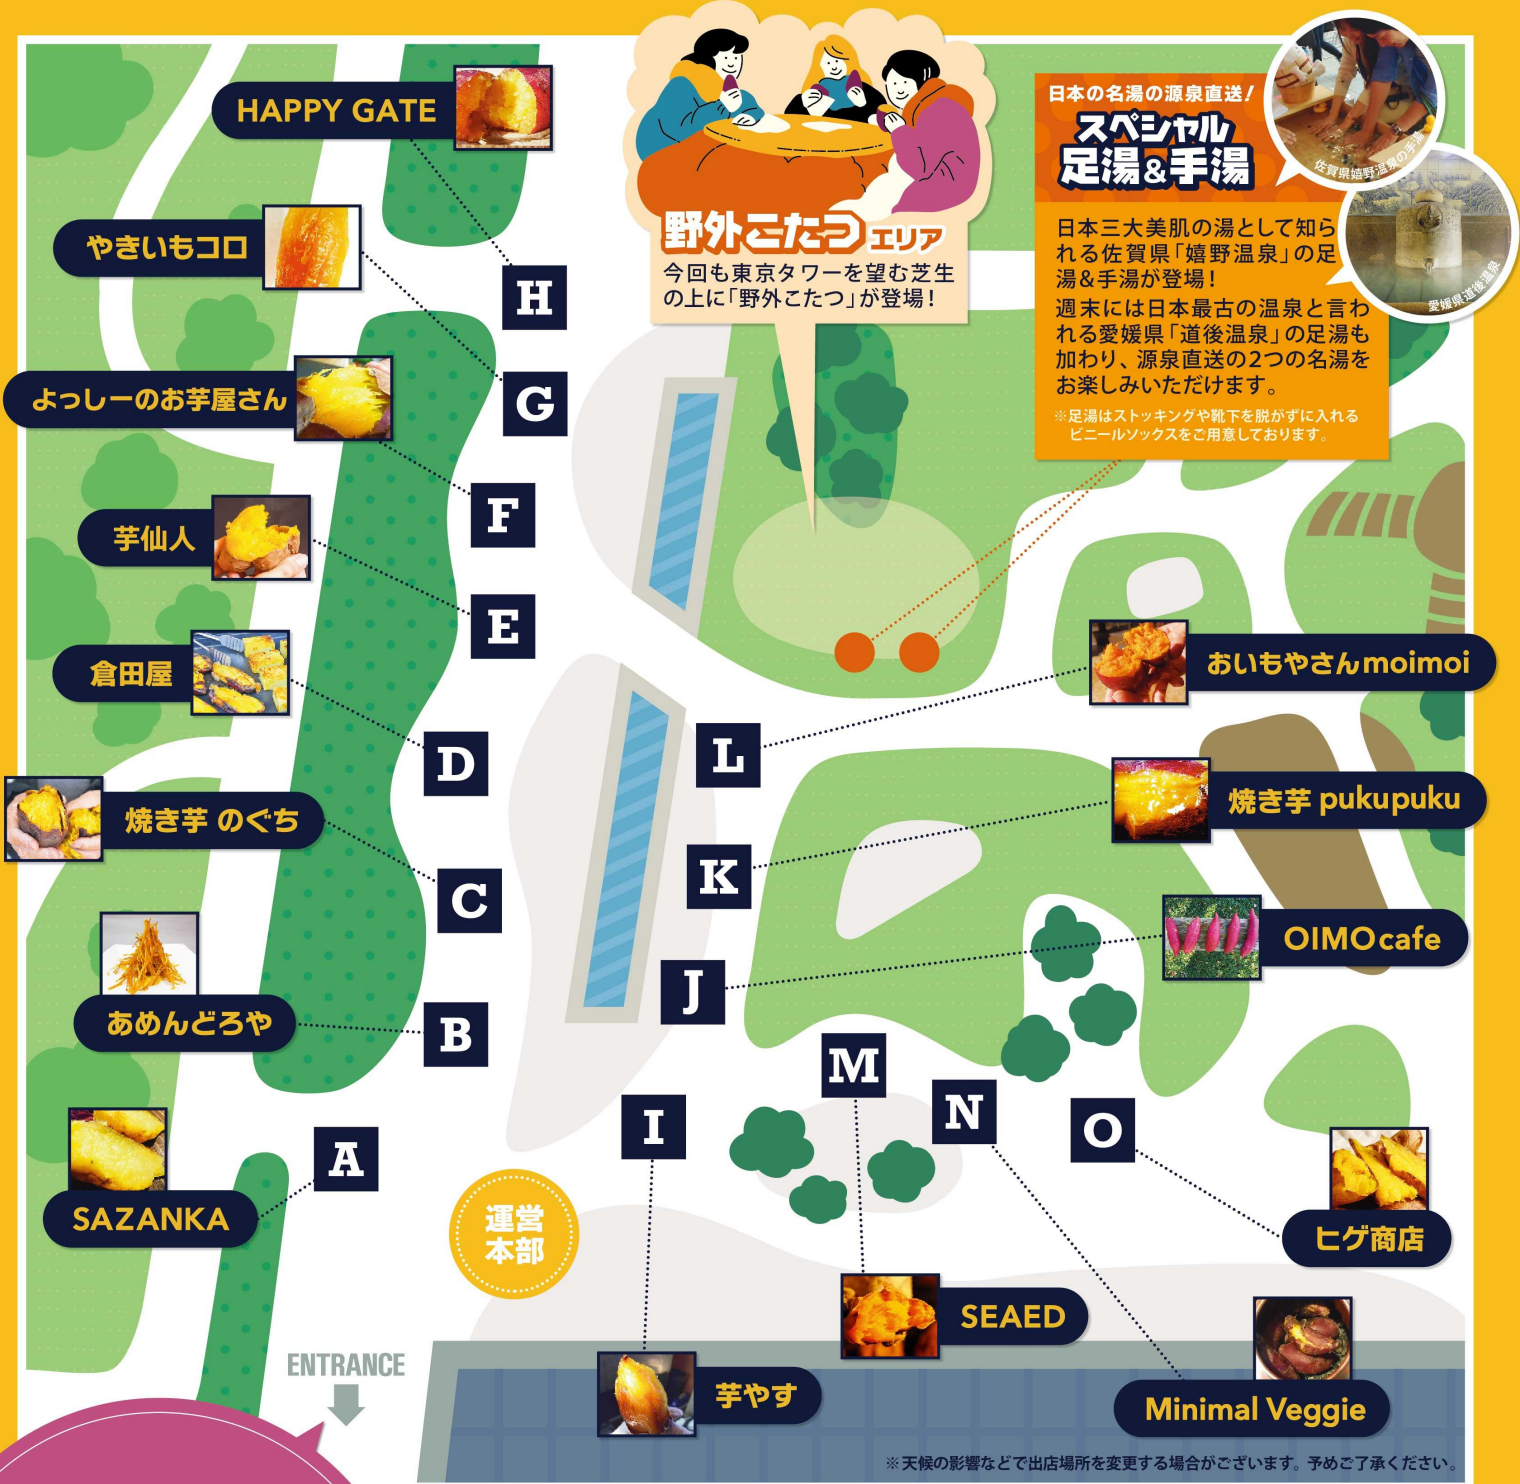 HAPPY GATE
やきいもコロ
よっしーのお芋屋さん
芋仙人
倉田屋
焼き芋 のぐち
あめんどろや
SAZANKA
H
G
F
E
D
C
B
A
野外こたつエリア
今回も東京タワーを望む芝生
の上に「野外こたつ」が登場!
日本の名湯の源泉直送!
スペシャル
足湯&手湯
佐賀県嬉野温泉の手湯
愛媛県道後温泉
日本三大美肌の湯として知ら
れる佐賀県「嬉野温泉」の足
湯&手湯が登場!
週末には日本最古の温泉と言わ
れる愛媛県「道後温泉」の足湯も
加わり、源泉直送の2つの名湯を
お楽しみいただけます。
※足湯はストッキングや靴下を脱がずに入れる
ビニールソックスをご用意しております。
L
K
J
おいもやさんmoimoi
焼き芋 pukupuku
OIMO cafe
M
N
O
I
運営
本部
ヒゲ商店
SEAED
Minimal Veggie
芋やす
ENTRANCE
※天候の影響などで出店場所を変更する場合がございます。予めご了承ください。